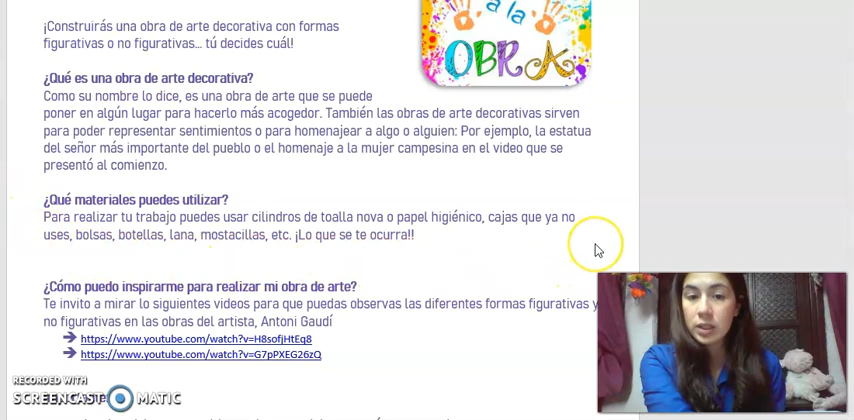 a la
OBRA
¡Construirás una obra de arte decorativa con formas
figurativas o no figurativas... tú decides cuál!
¿Qué es una obra de arte decorativa?
Como su nombre lo dice, es una obra de arte que se puede
poner en algún lugar para hacerlo más acogedor. También las obras de arte decorativas sirven
para poder representar sentimientos o para homenajear a algo o alguien: Por ejemplo, la estatua
del señor más importante del pueblo o el homenaje a la mujer campesina en el video que se
presentó al comienzo.
¿Qué materiales puedes utilizar?
Para realizar tu trabajo puedes usar cilindros de toalla nova o papel higiénico, cajas que ya no
uses, bolsas, botellas, lana, mostacillas, etc. ¡Lo que se te ocurra!!
¿Cómo puedo inspirarme para realizar mi obra de arte?
Te invito a mirar lo siguientes videos para que puedas observas las diferentes formas figurativas y
no figurativas en las obras del artista, Antoni Gaudí
https://www.youtube.com/watch?v=H8sofjHtEq8
https://www.youtube.com/watch?v=G7pPXEG26zQ
RECORDED WITH
SCREENCAST MATIC